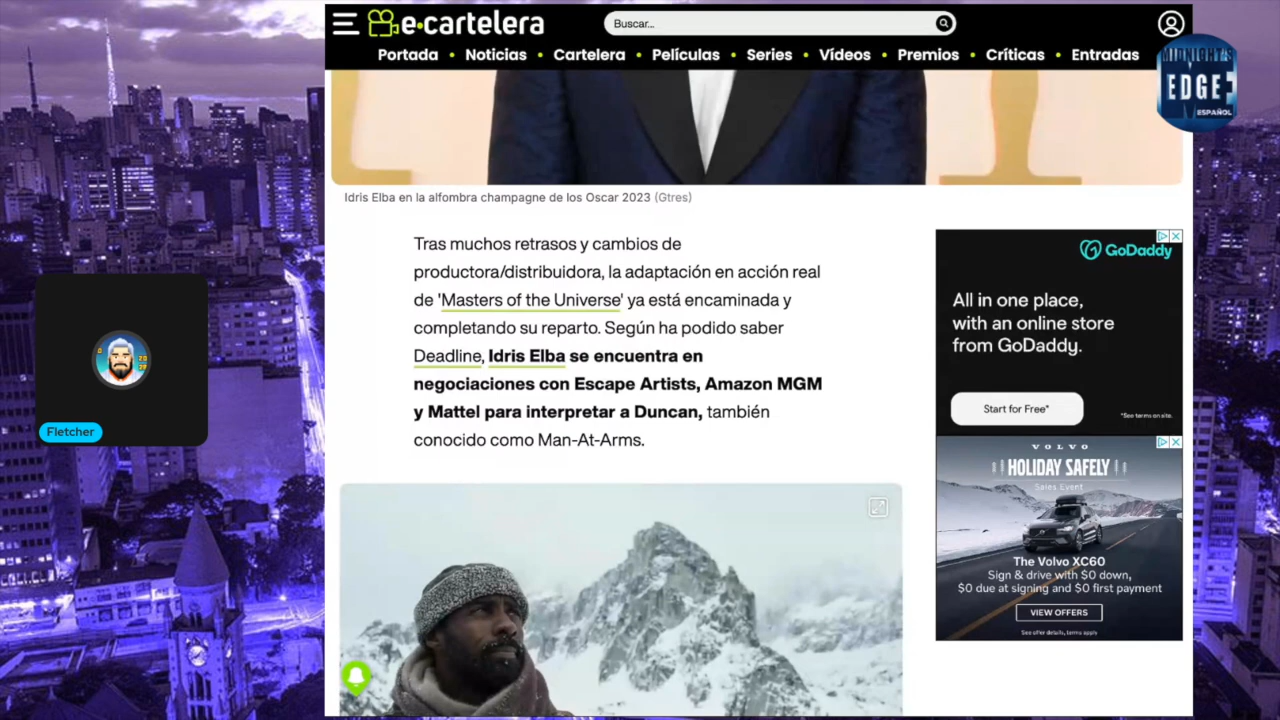 e·cartelera
Buscar...
Portada • Noticias • Cartelera • Películas • Series • Vídeos • Premios • Críticas • Entradas
MIDNIGHT'S
EDGE
ESPAÑOL
Idris Elba en la alfombra champagne de los Oscar 2023 (Gtres)
Tras muchos retrasos y cambios de
productora/distribuidora, la adaptación en acción real
de 'Masters of the Universe' ya está encaminada y
completando su reparto. Según ha podido saber
Deadline, Idris Elba se encuentra en
negociaciones con Escape Artists, Amazon MGM
y Mattel para interpretar a Duncan, también
conocido como Man-At-Arms.
GoDaddy
All in one place,
with an online store
from GoDaddy.
Start for Free*
*See terms on site.
VOLVO
HOLIDAY SAFELY
Sales Event
The Volvo XC60
Sign & drive with $0 down,
$0 due at signing and $0 first payment
VIEW OFFERS
See offer details, terms apply
Fletcher